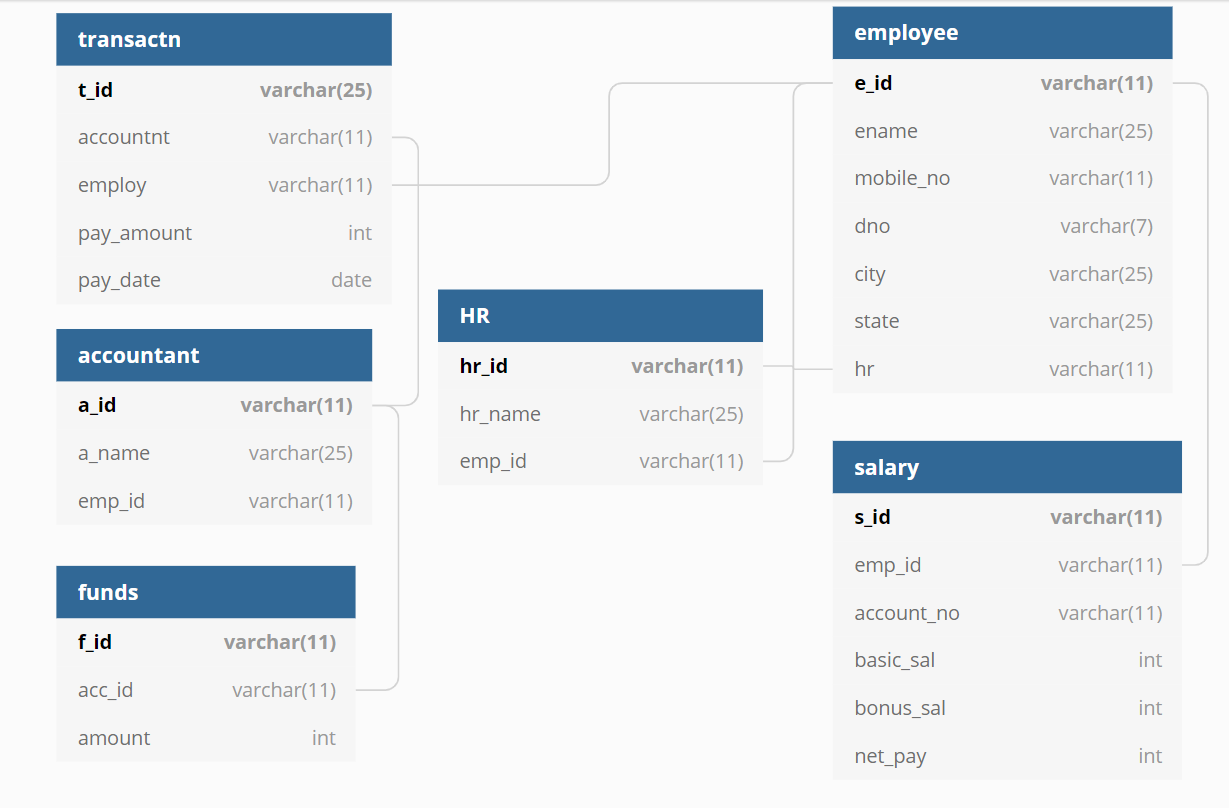 transactn
t_id varchar(25)
accountnt varchar(11)
employ varchar(11)
pay_amount int
pay_date date
accountant
a_id varchar(11)
a_name varchar(25)
emp_id varchar(11)
funds
f_id varchar(11)
acc_id varchar(11)
amount int
HR
hr_id varchar(11)
hr_name varchar(25)
emp_id varchar(11)
employee
e_id varchar(11)
ename varchar(25)
mobile_no varchar(11)
dno varchar(7)
city varchar(25)
state varchar(25)
hr varchar(11)
salary
s_id varchar(11)
emp_id varchar(11)
account_no varchar(11)
basic_sal int
bonus_sal int
net_pay int